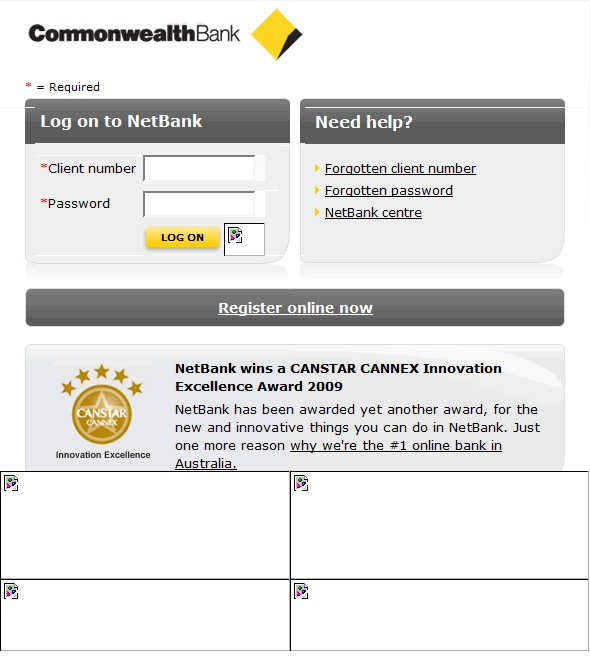 CommonwealthBank
* = Required
Log on to NetBank
*Client number
*Password
LOG ON
Need help?
Forgotten client number
Forgotten password
NetBank centre
Register online now
CANSTAR
CANNEX
Innovation Excellence
NetBank wins a CANSTAR CANNEX Innovation
Excellence Award 2009
NetBank has been awarded yet another award, for the
new and innovative things you can do in NetBank. Just
one more reason why we're the #1 online bank in
Australia.